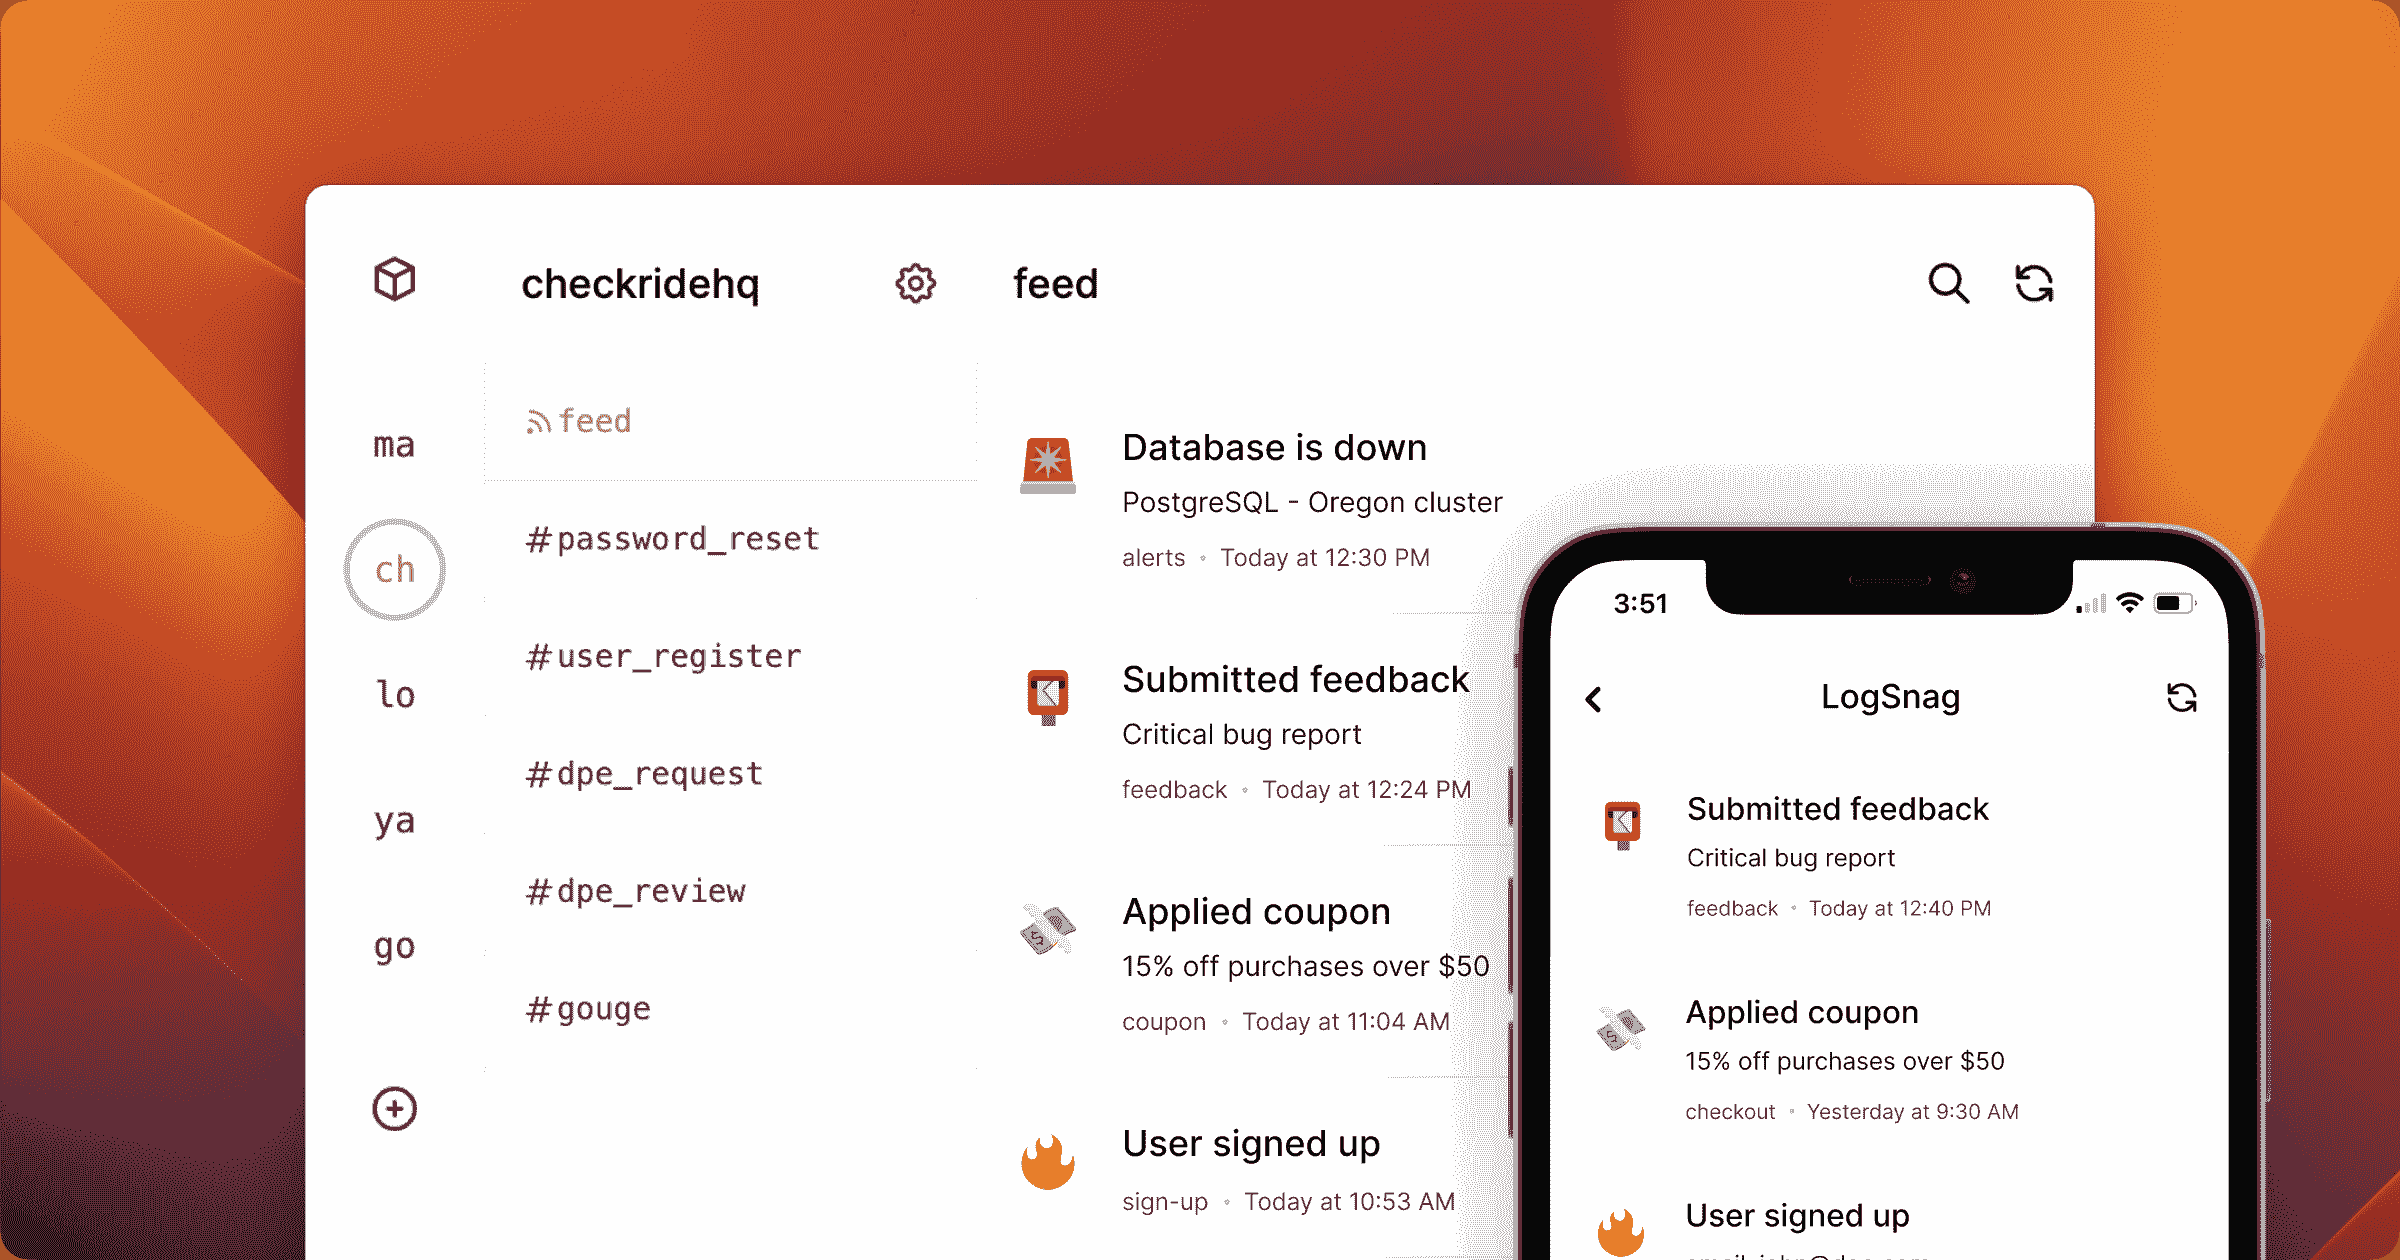 checkridehq
feed
ma
ch
lo
ya
go
feed
#password_reset
#user_register
#dpe_request
#dpe_review
#gouge
Database is down
PostgreSQL - Oregon cluster
alerts • Today at 12:30 PM
Submitted feedback
Critical bug report
feedback • Today at 12:24 PM
Applied coupon
15% off purchases over $50
coupon • Today at 11:04 AM
User signed up
sign-up • Today at 10:53 AM
3:51
LogSnag
Submitted feedback
Critical bug report
feedback • Today at 12:40 PM
Applied coupon
15% off purchases over $50
checkout • Yesterday at 9:30 AM
User signed up